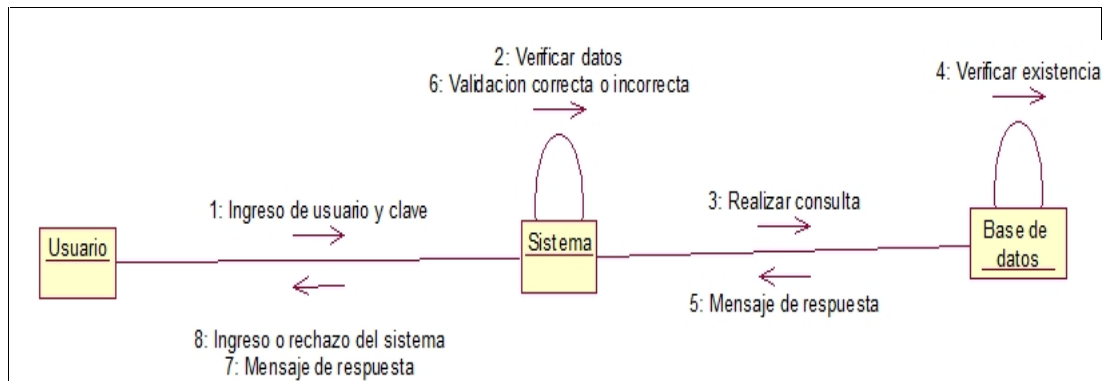 2: Verificar datos
6: Validacion correcta o incorrecta
4: Verificar existencia
1: Ingreso de usuario y clave
3: Realizar consulta
Usuario
Sistema
Base de
datos
5: Mensaje de respuesta
8: Ingreso o rechazo del sistema
7: Mensaje de respuesta